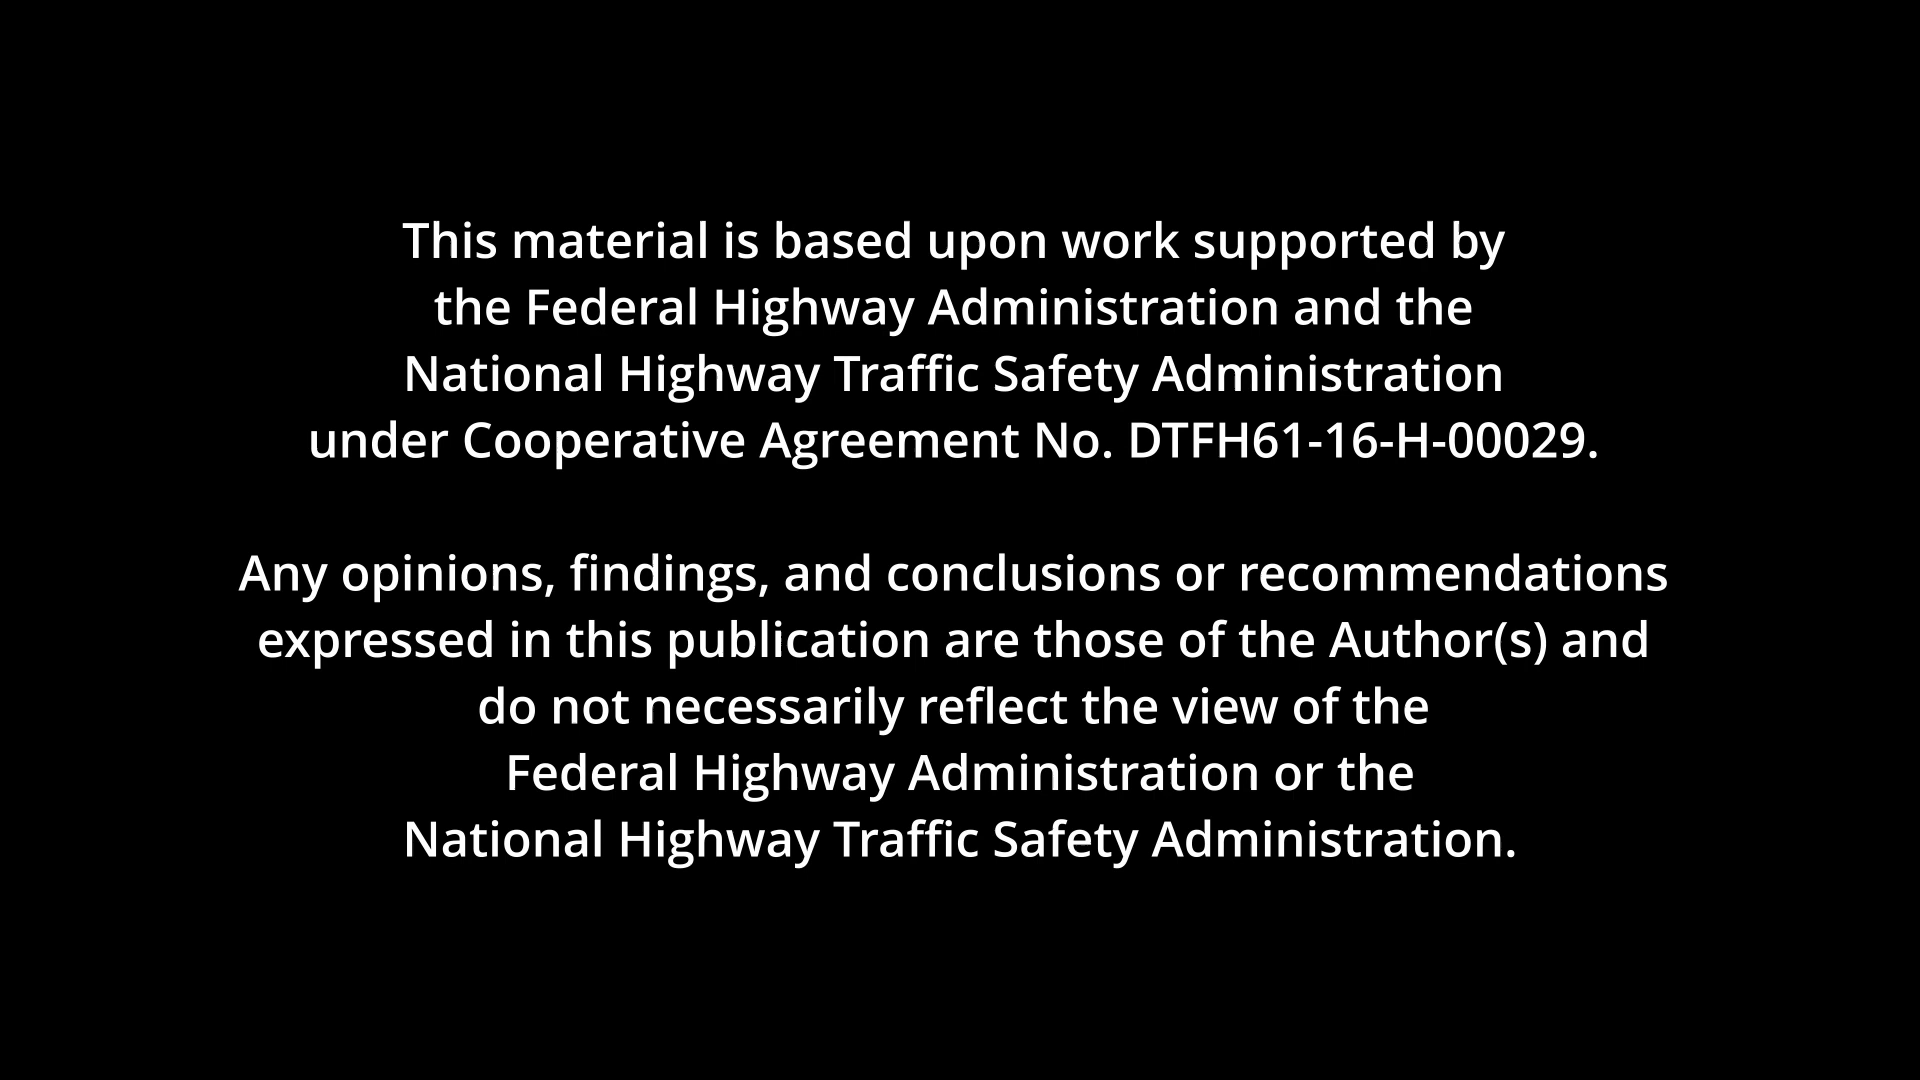 This material is based upon work supported by
the Federal Highway Administration and the
National Highway Traffic Safety Administration
under Cooperative Agreement No. DTFH61-16-H-00029.
Any opinions, findings, and conclusions or recommendations
expressed in this publication are those of the Author(s) and
do not necessarily reflect the view of the
Federal Highway Administration or the
National Highway Traffic Safety Administration.